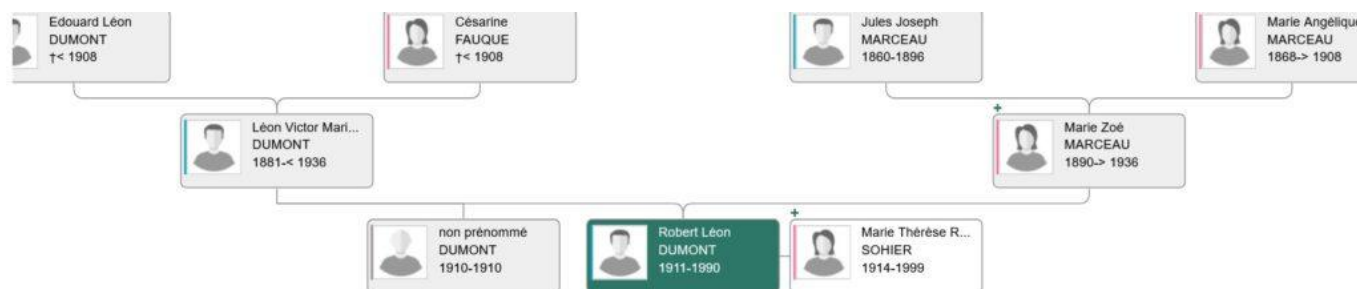 Edouard Léon
DUMONT
†< 1908
Césarine
FAUQUE
†< 1908
Jules Joseph
MARCEAU
1860-1896
Marie Angélique
MARCEAU
1868-> 1908
+
Léon Victor Mari...
DUMONT
1881-< 1936
Marie Zoé
MARCEAU
1890-> 1936
non prénommé
DUMONT
1910-1910
Robert Léon
DUMONT
1911-1990
+
Marie Thérèse R...
SOHIER
1914-1999